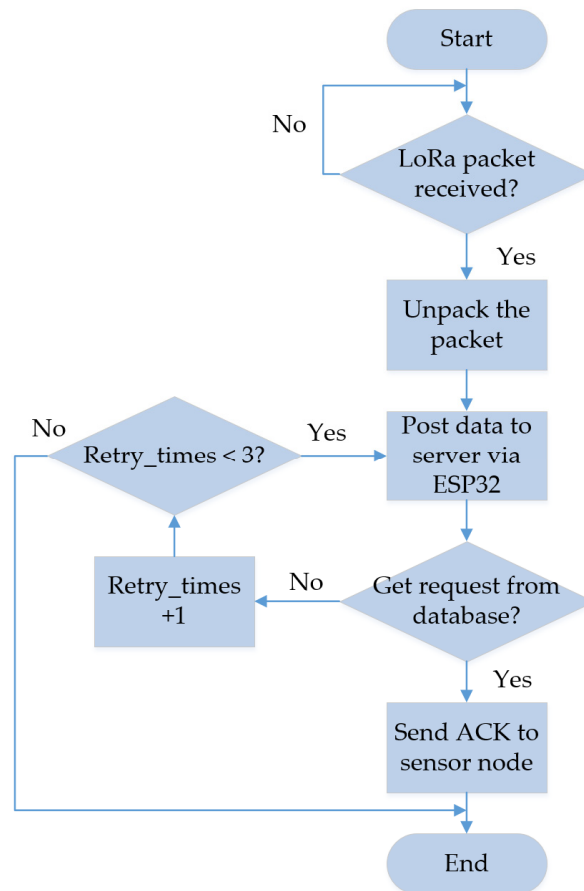 Start
No
LoRa packet
received?
Yes
Unpack the
packet
No
Retry_times < 3?
Yes
Post data to
server via
ESP32
Retry_times
+1
No
Get request from
database?
Yes
Send ACK to
sensor node
End